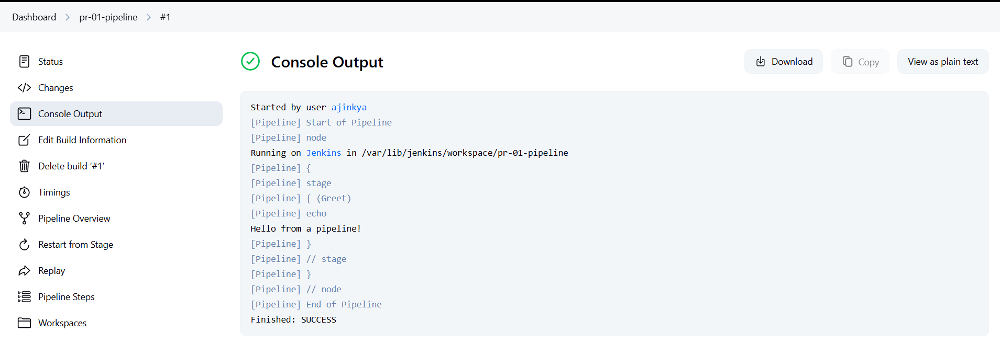 Dashboard > pr-01-pipeline > #1
Status
Changes
Console Output
Edit Build Information
Delete build ‘#1’
Timings
Pipeline Overview
Restart from Stage
Replay
Pipeline Steps
Workspaces
Console Output
Download
Copy
View as plain text
Started by user ajinkya
[Pipeline] Start of Pipeline
[Pipeline] node
Running on Jenkins in /var/lib/jenkins/workspace/pr-01-pipeline
[Pipeline] {
[Pipeline] stage
[Pipeline] { (Greet)
[Pipeline] echo
Hello from a pipeline!
[Pipeline] }
[Pipeline] // stage
[Pipeline] }
[Pipeline] // node
[Pipeline] End of Pipeline
Finished: SUCCESS